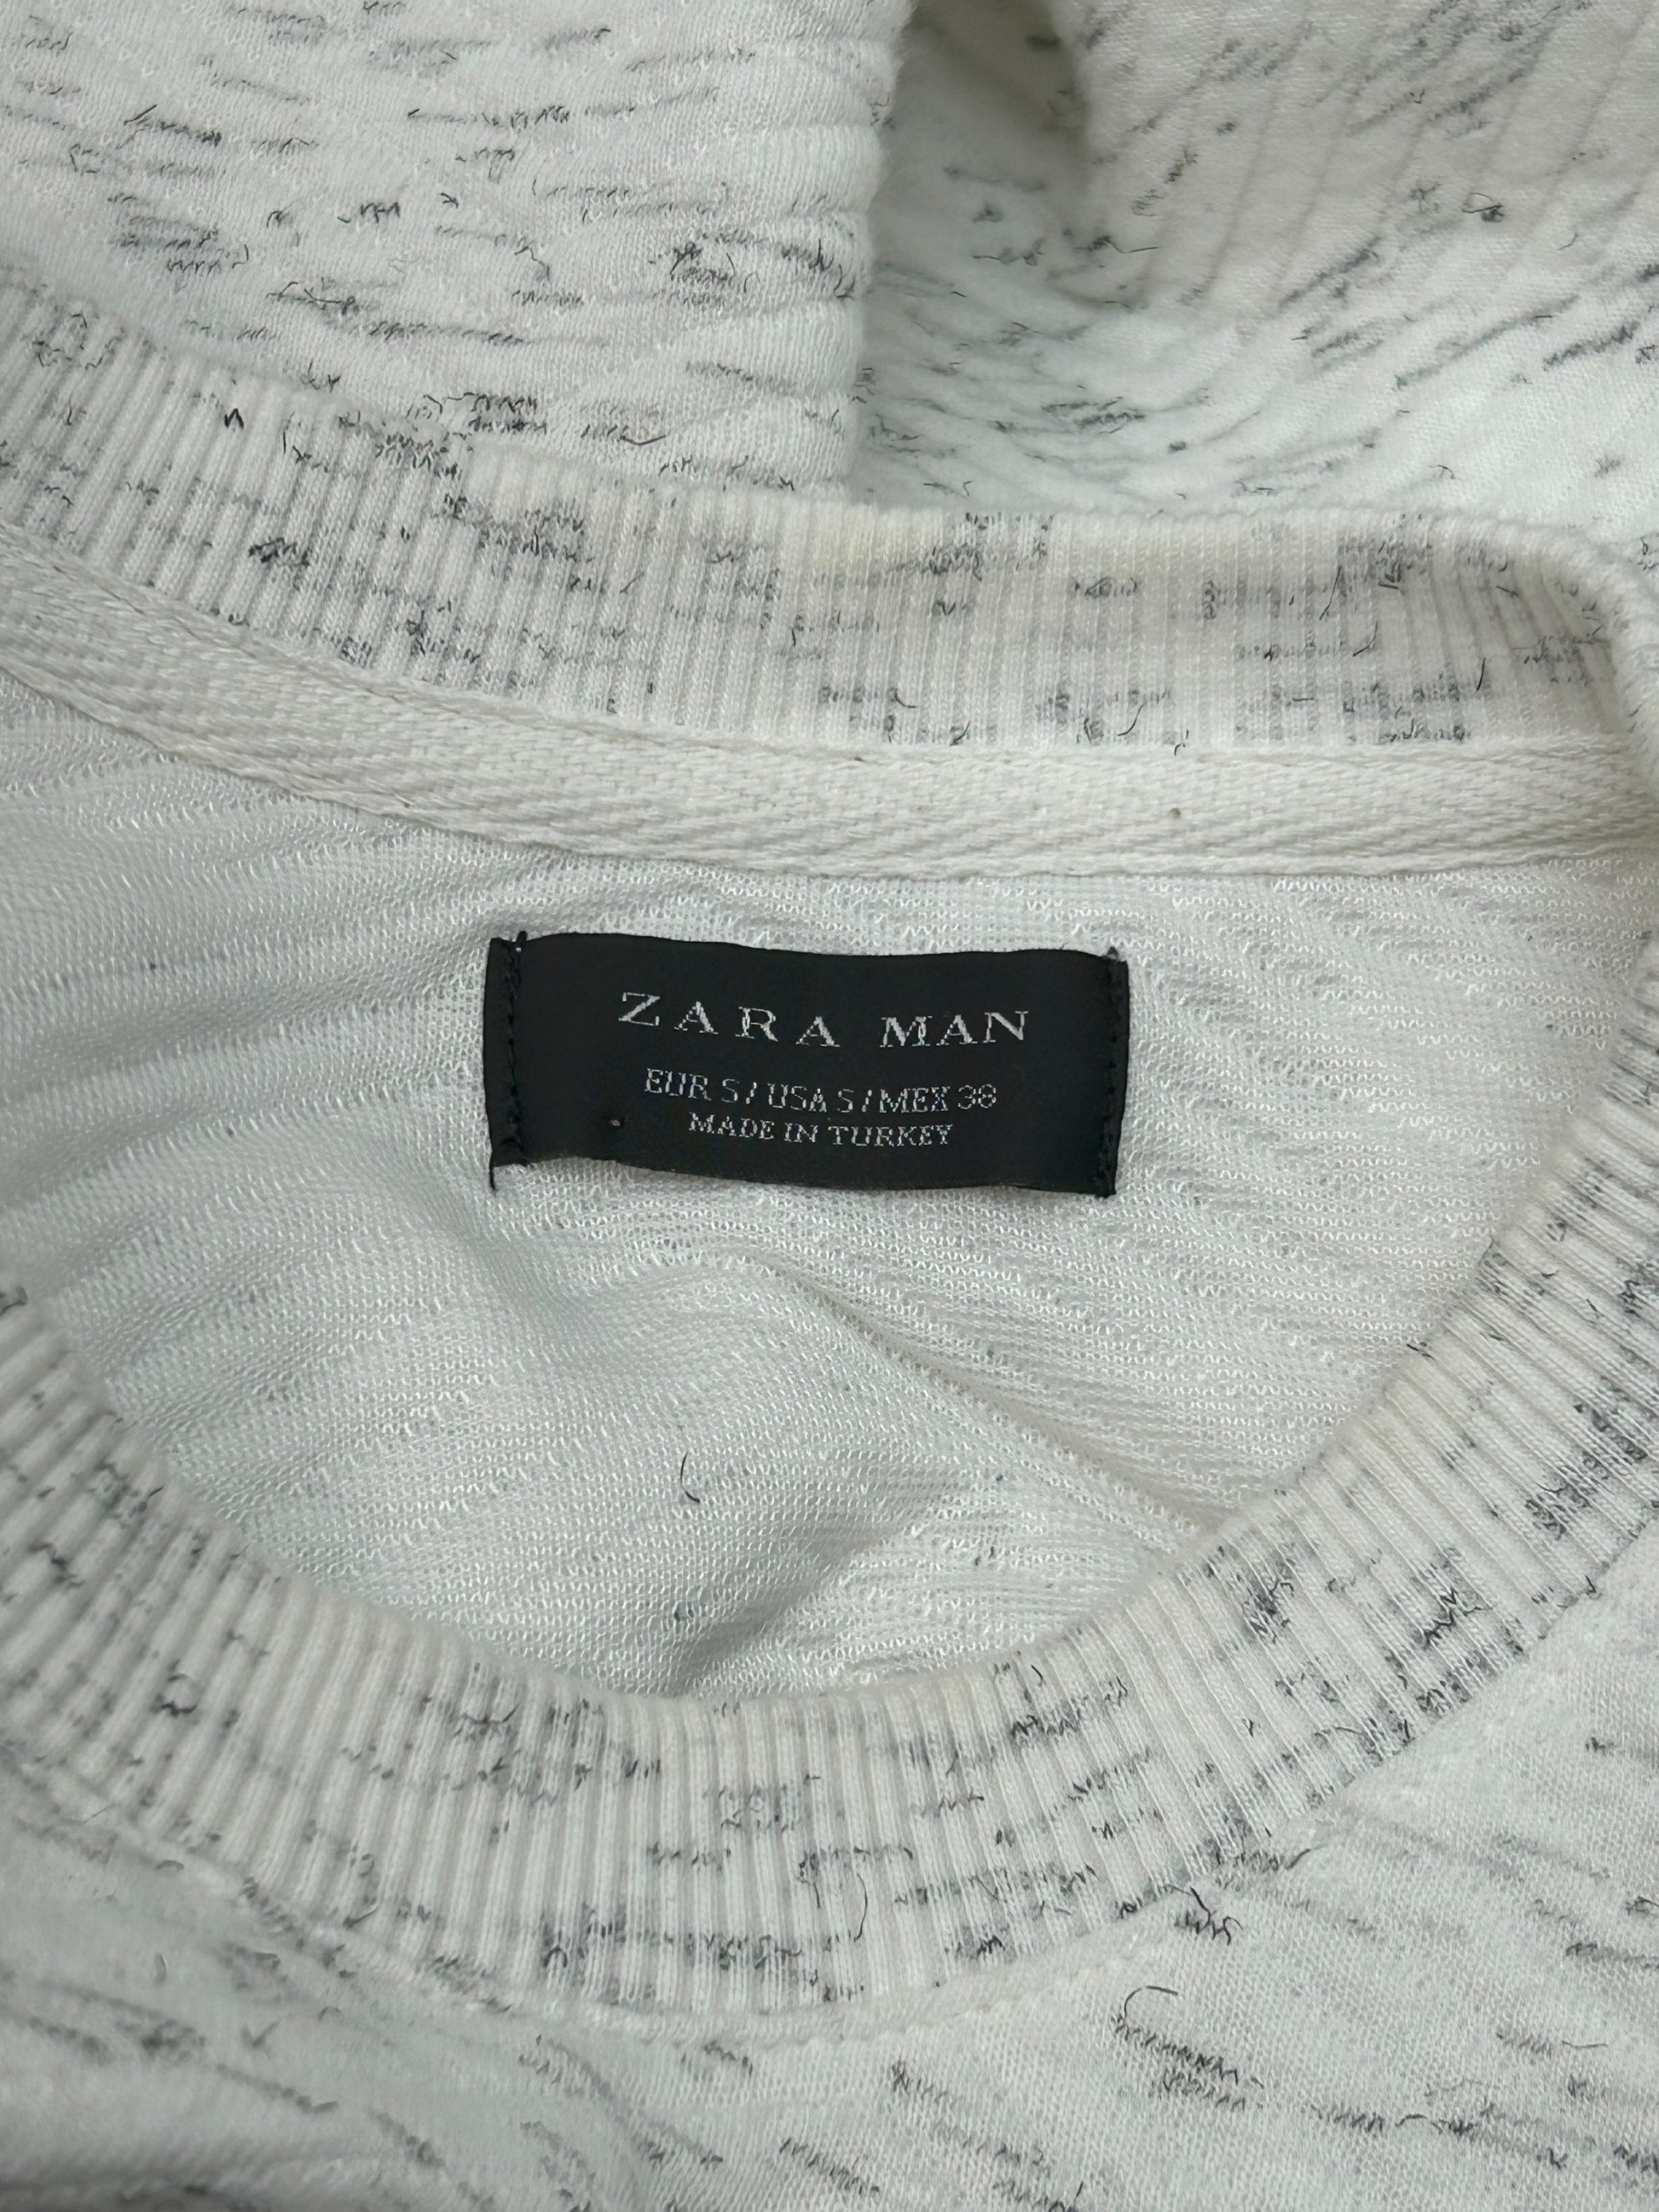 ZARA MAN
EUR S / USA S / MEX 38
MADE IN TURKEY